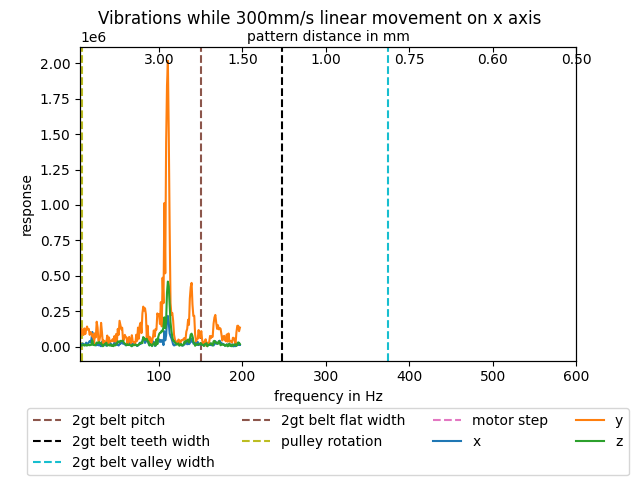 Vibrations while 300mm/s linear movement on x axis
pattern distance in mm
1e6
3.00 1.50 1.00 0.75 0.60 0.50
2.00
1.75
1.50
1.25
1.00
0.75
0.50
0.25
0.00
response
100 200 300 400 500 600
frequency in Hz
2gt belt pitch 2gt belt flat width motor step y
2gt belt teeth width pulley rotation x z
2gt belt valley width